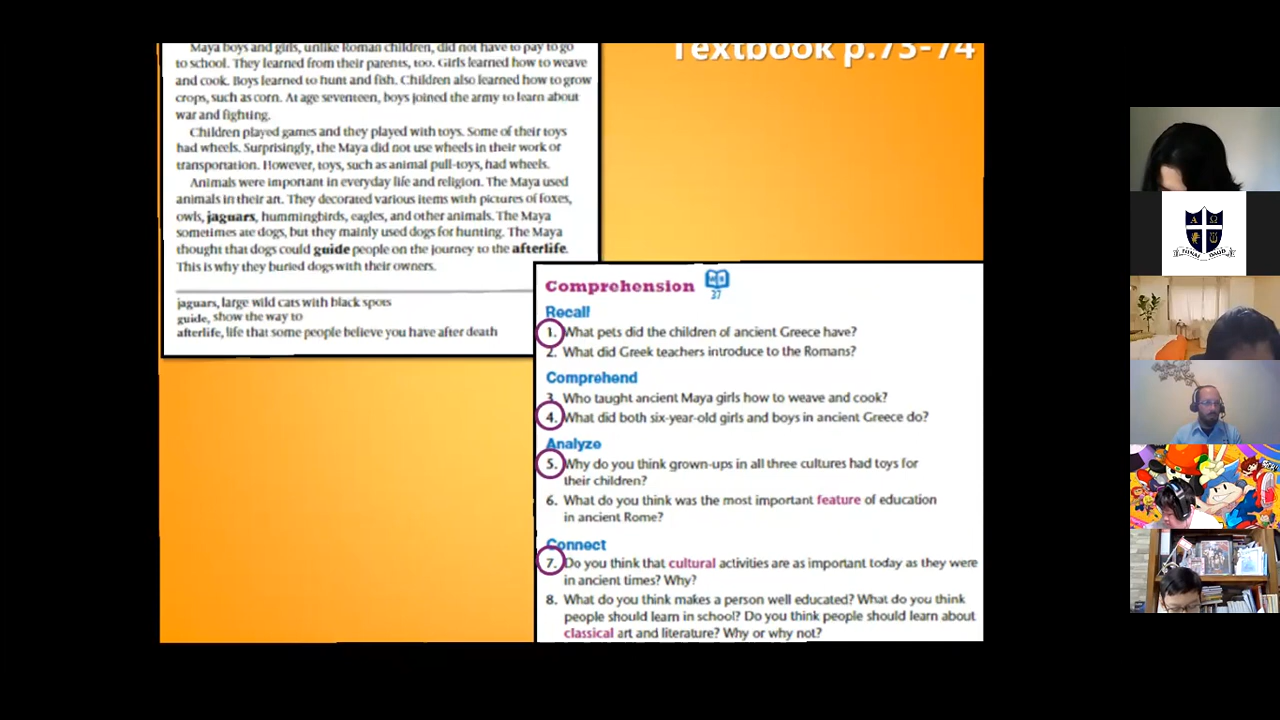 Textbook p.73-74
Maya boys and girls, unlike Roman children, did not have to pay to go
to school. They learned from their parents, too. Girls learned how to weave
and cook. Boys learned to hunt and fish. Children also learned how to grow
crops, such as corn. At age seventeen, boys joined the army to learn about
war and fighting.
Children played games and they played with toys. Some of their toys
had wheels. Surprisingly, the Maya did not use wheels in their work or
transportation. However, toys, such as animal pull-toys, had wheels.
Animals were important in everyday life and religion. The Maya used
animals in their art. They decorated various items with pictures of foxes,
owls, jaguars, hummingbirds, eagles, and other animals. The Maya
sometimes ate dogs, but they mainly used dogs for hunting. The Maya
thought that dogs could guide people on the journey to the afterlife.
This is why they buried dogs with their owners.
jaguars, large wild cats with black spots
guide, show the way to
afterlife, life that some people believe you have after death
Comprehension
37
Recall
1. What pets did the children of ancient Greece have?
2. What did Greek teachers introduce to the Romans?
Comprehend
3. Who taught ancient Maya girls how to weave and cook?
4. What did both six-year-old girls and boys in ancient Greece do?
Analyze
5. Why do you think grown-ups in all three cultures had toys for
their children?
6. What do you think was the most important feature of education
in ancient Rome?
Connect
7. Do you think that cultural activities are as important today as they were
in ancient times? Why?
8. What do you think makes a person well educated? What do you think
people should learn in school? Do you think people should learn about
classical art and literature? Why or why not?
Α Ω